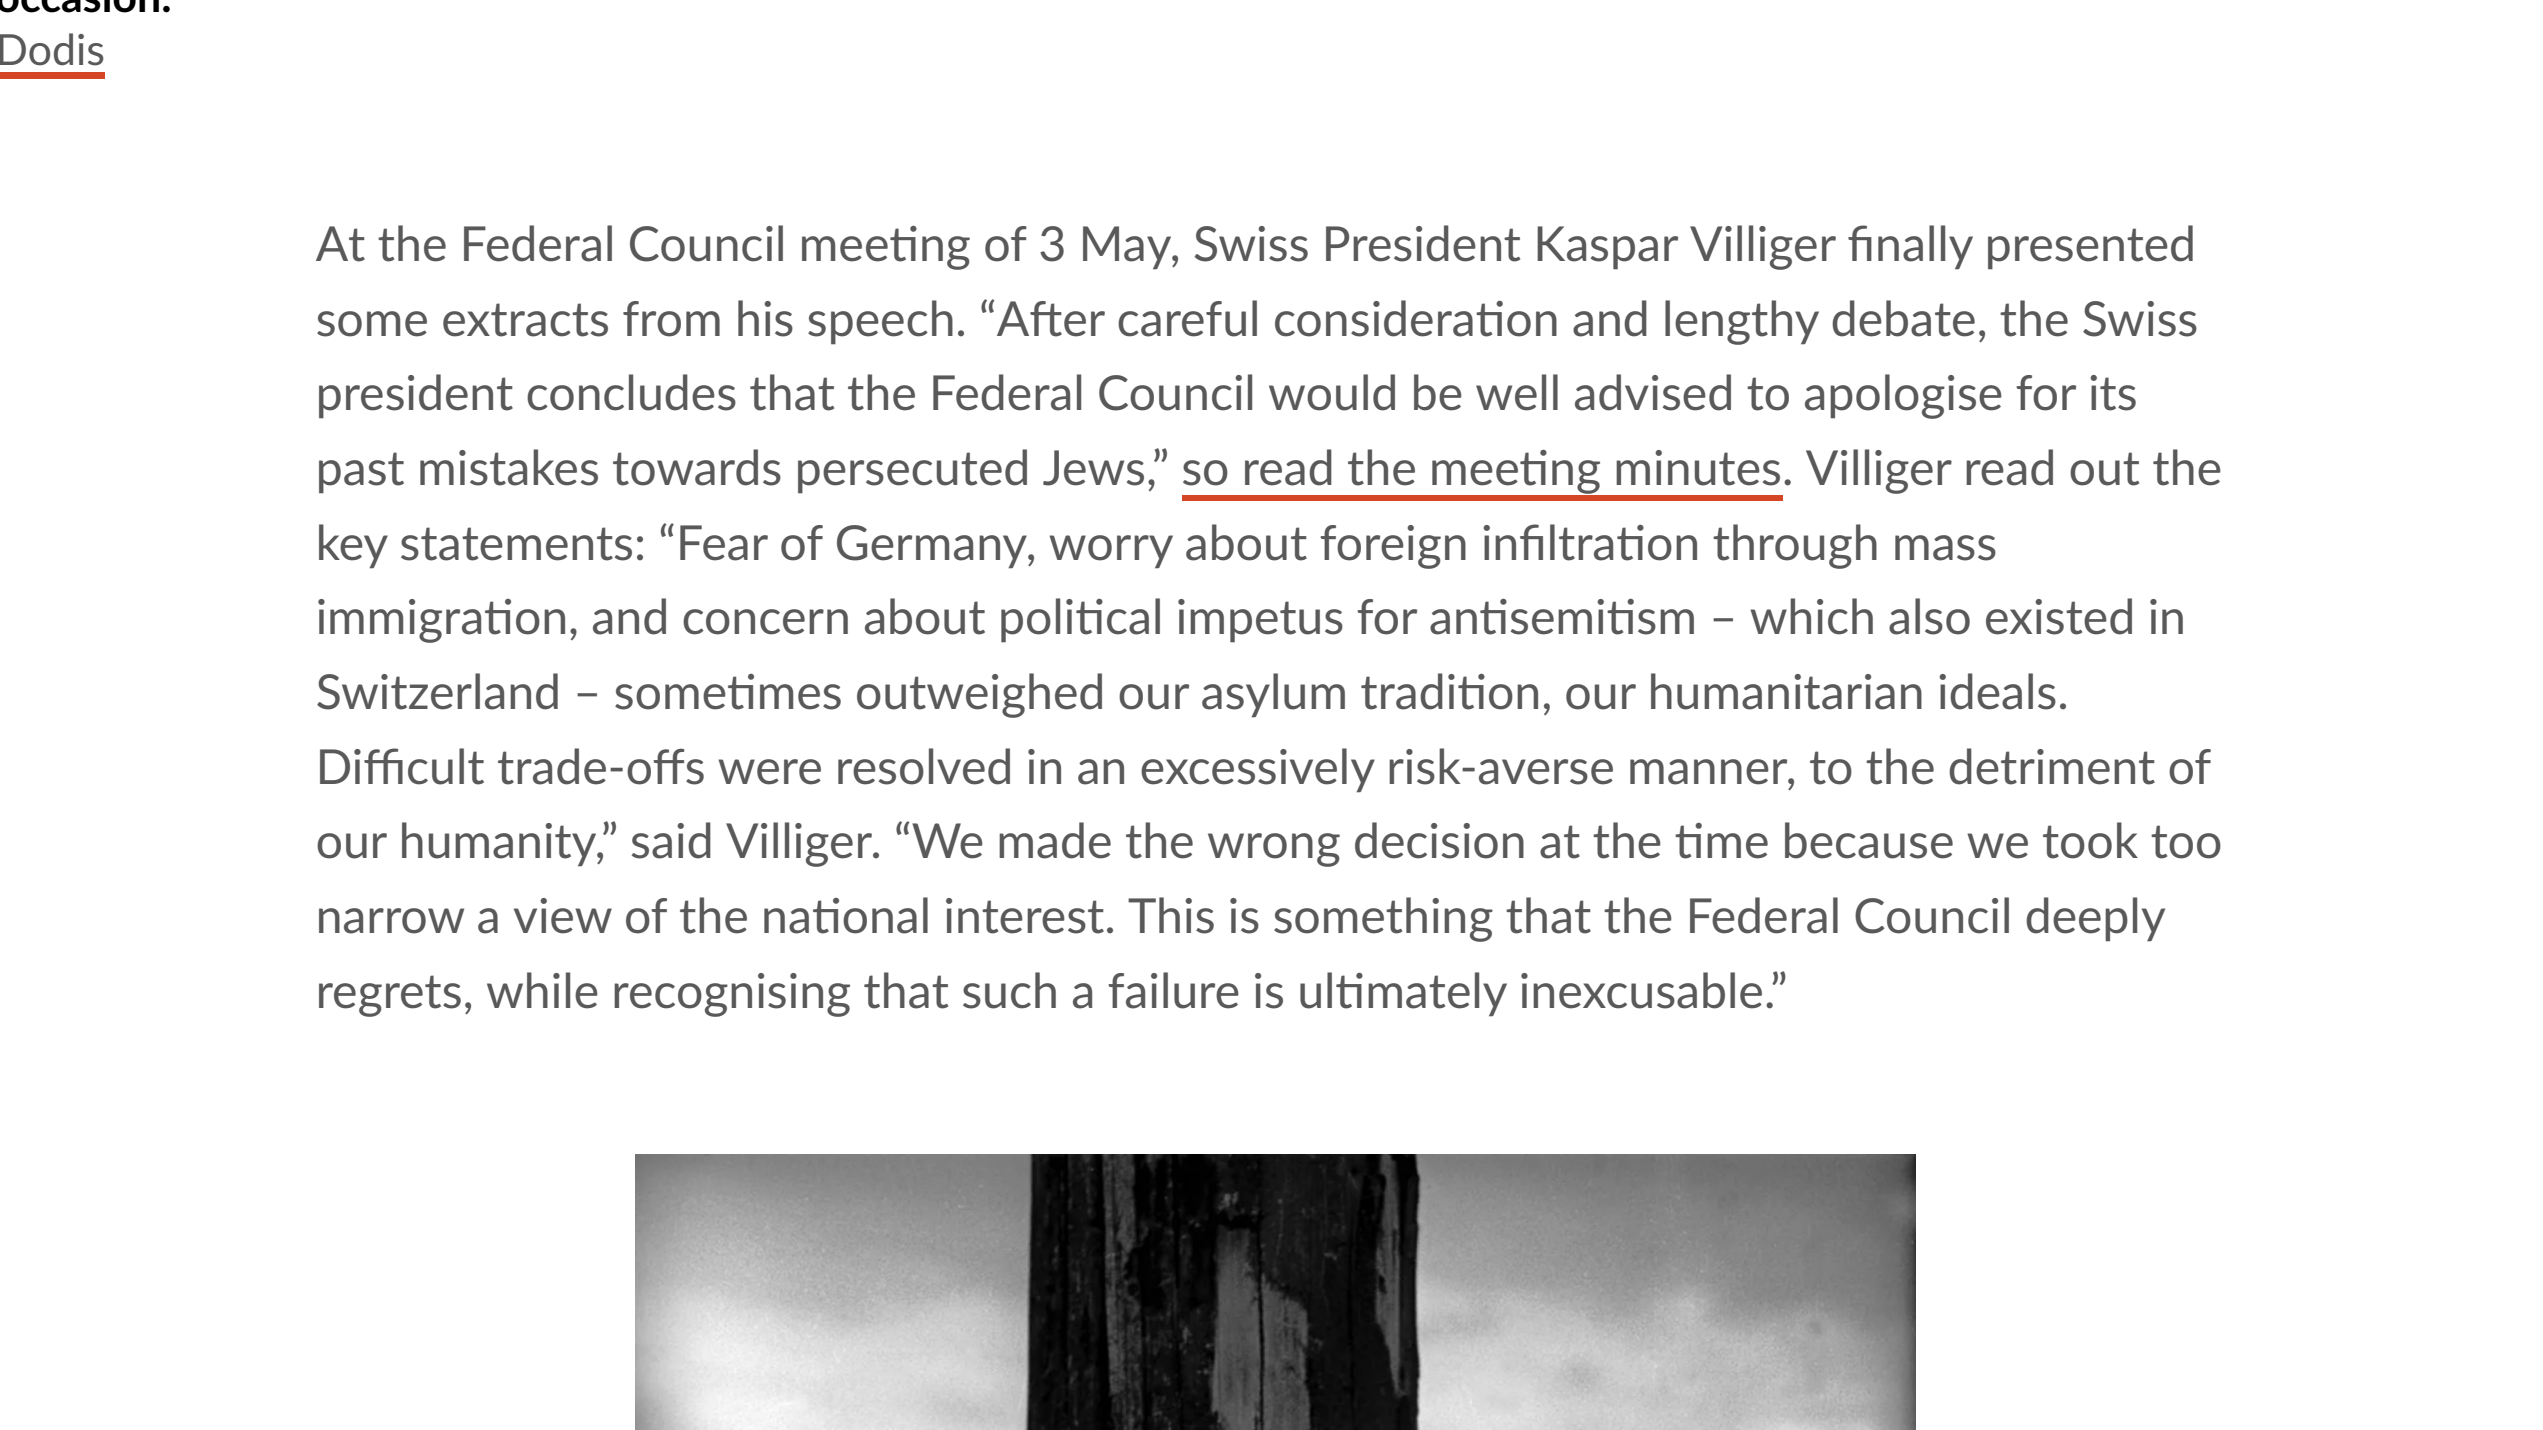 occasion.
Dodis
At the Federal Council meeting of 3 May, Swiss President Kaspar Villiger finally presented
some extracts from his speech. “After careful consideration and lengthy debate, the Swiss
president concludes that the Federal Council would be well advised to apologise for its
past mistakes towards persecuted Jews,” so read the meeting minutes. Villiger read out the
key statements: “Fear of Germany, worry about foreign infiltration through mass
immigration, and concern about political impetus for antisemitism – which also existed in
Switzerland – sometimes outweighed our asylum tradition, our humanitarian ideals.
Difficult trade-offs were resolved in an excessively risk-averse manner, to the detriment of
our humanity,” said Villiger. “We made the wrong decision at the time because we took too
narrow a view of the national interest. This is something that the Federal Council deeply
regrets, while recognising that such a failure is ultimately inexcusable.”